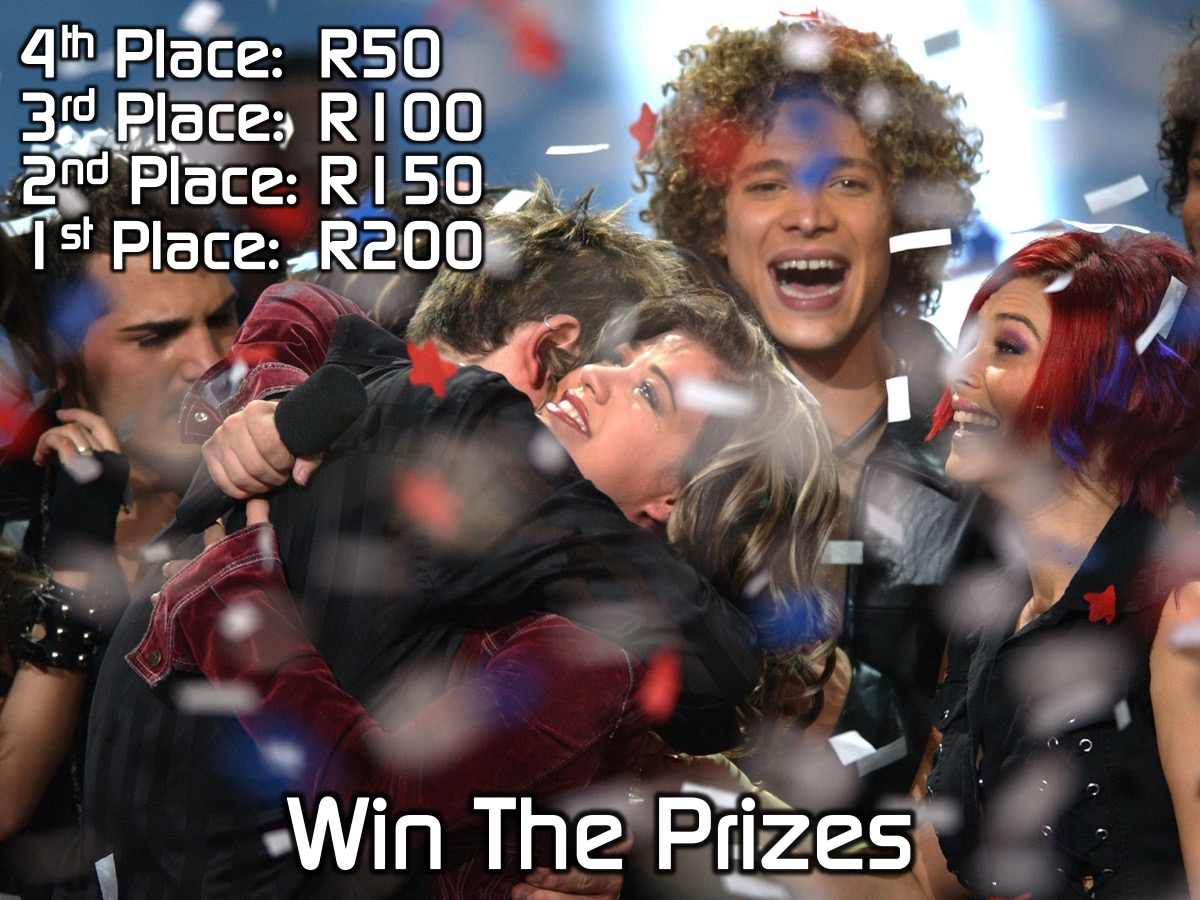 4th Place: R50
3rd Place: R100
2nd Place: R150
1st Place: R200
Win The Prizes